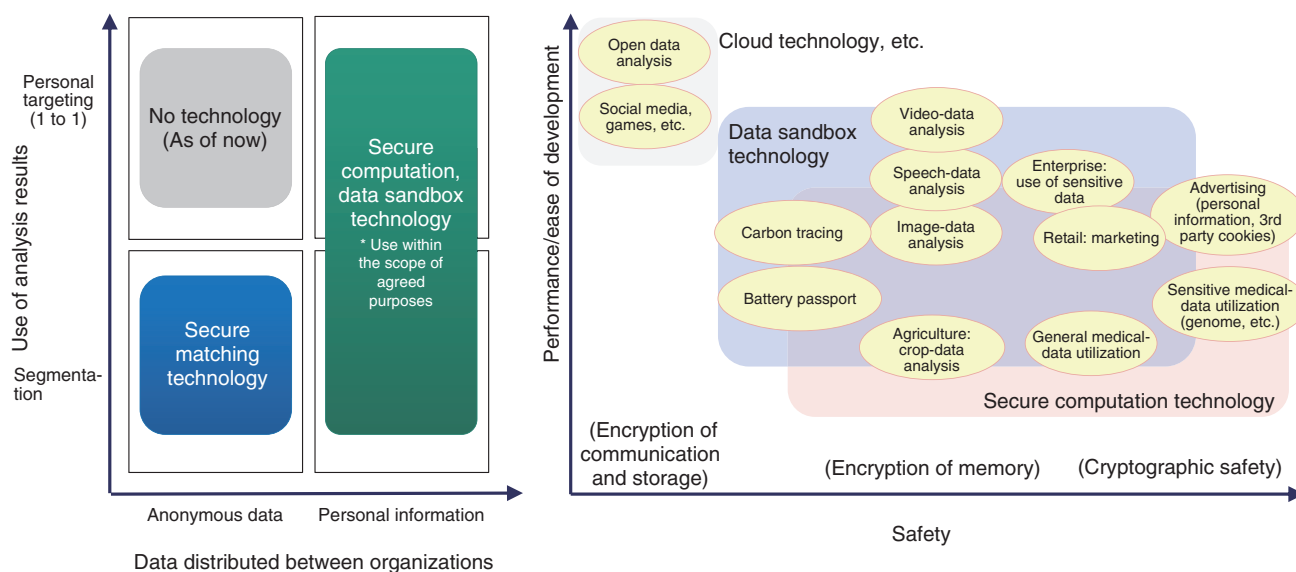 Use of analysis results
Personal
targeting
(1 to 1)
Segmenta-
tion
No technology
(As of now)
Secure
matching
technology
Secure
computation,
data sandbox
technology
* Use within
the scope of
agreed
purposes
Anonymous data
Personal information
Data distributed between organizations
Performance/ease of development
Open data
analysis
Social media,
games, etc.
Cloud technology, etc.
Data sandbox
technology
Video-data
analysis
Speech-data
analysis
Image-data
analysis
Enterprise:
use of sensitive
data
Advertising
(personal
information, 3rd
party cookies)
Carbon tracing
Retail: marketing
Battery passport
Sensitive medical-
data utilization
(genome, etc.)
Agriculture:
crop-data
analysis
General medical-
data utilization
Secure computation technology
(Encryption of
communication
and storage)
(Encryption of memory)
(Cryptographic safety)
Safety